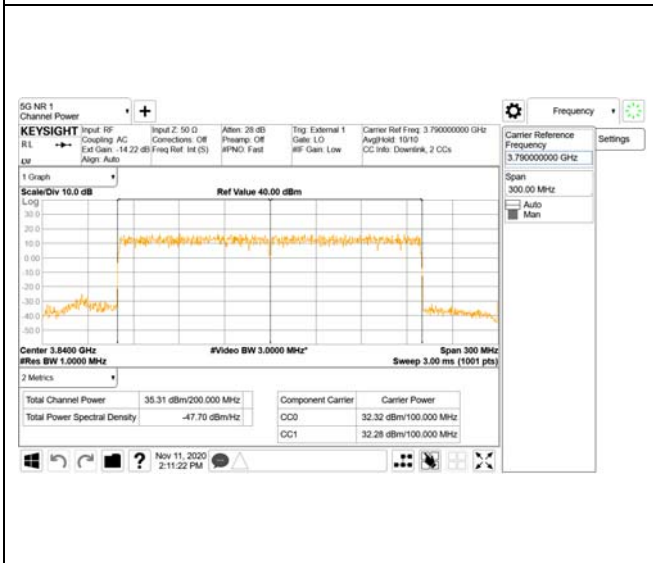 5G NR 1
Channel Power
+
Frequency
KEYSIGHT
RL
Input: RF
Coupling: AC
Ext Gain: -14.22 dB
Align: Auto
Input Z: 50 Ω
Corrections: Off
Freq Ref: Int (S)
Atten: 28 dB
Preamp: Off
#PNO: Fast
Trig: External 1
Gate: LO
#IF Gain: Low
Carrier Ref Freq: 3.790000000 GHz
Avg|Hold: 10/10
CC Info: Downlink, 2 CCs
Carrier Reference
Frequency
3.790000000 GHz
Settings
Span
300.00 MHz
Auto
Man
1 Graph
Scale/Div 10.0 dB
Ref Value 40.00 dBm
Log
30.0
20.0
10.0
0.00
-10.0
-20.0
-30.0
-40.0
-50.0
Center 3.8400 GHz
#Video BW 3.0000 MHz*
Span 300 MHz
#Res BW 1.0000 MHz
Sweep 3.00 ms (1001 pts)
2 Metrics
Total Channel Power 35.31 dBm/200.000 MHz
Total Power Spectral Density -47.70 dBm/Hz
Component Carrier Carrier Power
CC0 32.32 dBm/100.000 MHz
CC1 32.28 dBm/100.000 MHz
?
Nov 11, 2020
2:11:22 PM